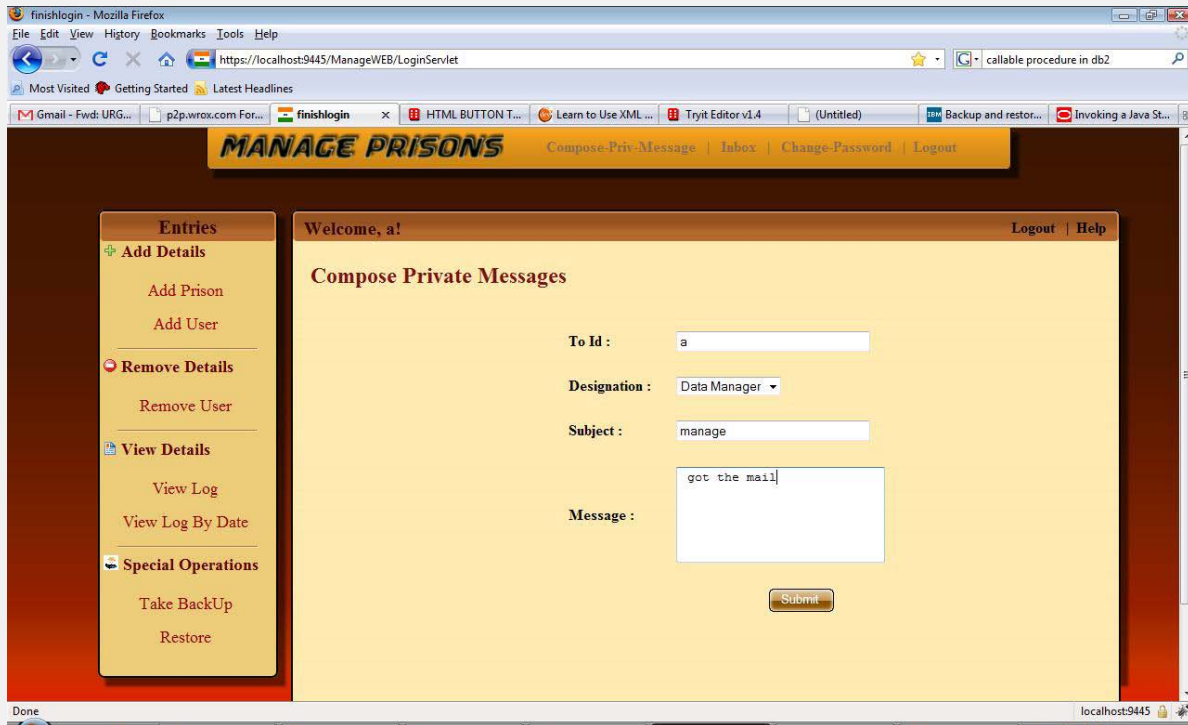 finishlogin - Mozilla Firefox
File Edit View History Bookmarks Tools Help
https://localhost:9445/ManageWEB/LoginServlet
callable procedure in db2
Most Visited Getting Started Latest Headlines
Gmail - Fwd: URG... p2p.wrox.com For... finishlogin HTML BUTTON T... Learn to Use XML ... Tryit Editor v1.4 (Untitled) IBM Backup and restor... Invoking a Java St...
MANAGE PRISONS
Compose-Priv-Message | Inbox | Change-Password | Logout
Entries
Add Details
Add Prison
Add User
Remove Details
Remove User
View Details
View Log
View Log By Date
Special Operations
Take BackUp
Restore
Welcome, a!
Logout | Help
Compose Private Messages
To Id : a
Designation : Data Manager
Subject : manage
Message : got the mail
Submit
Done
localhost:9445